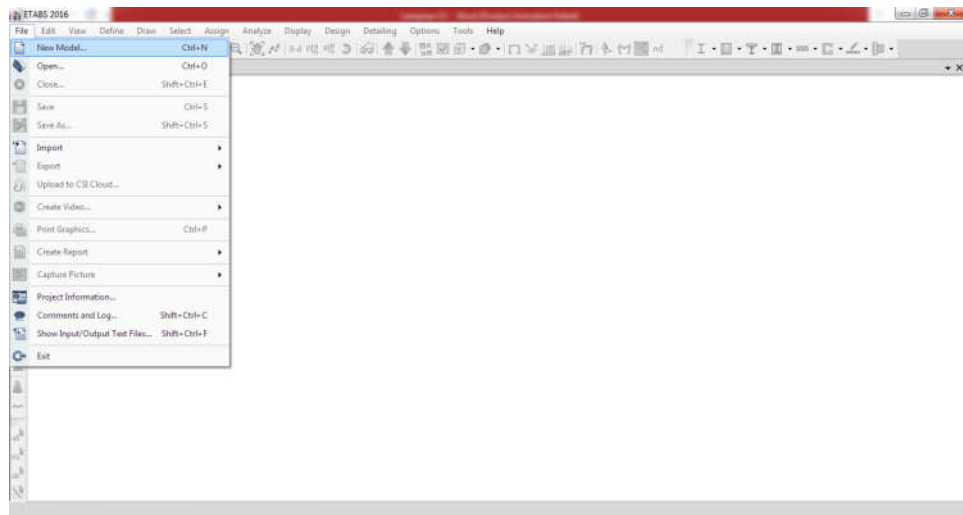 ETABS 2016
File Edit View Define Draw Select Assign Analyze Display Design Detailing Options Tools Help
New Model... Ctrl+N
Open... Ctrl+O
Close... Shift+Ctrl+E
Save Ctrl+S
Save As... Shift+Ctrl+S
Import
Export
Upload to CSI Cloud...
Create Video...
Print Graphics... Ctrl+P
Create Report
Capture Picture
Project Information...
Comments and Log... Shift+Ctrl+C
Show Input/Output Text Files... Shift+Ctrl+F
Exit